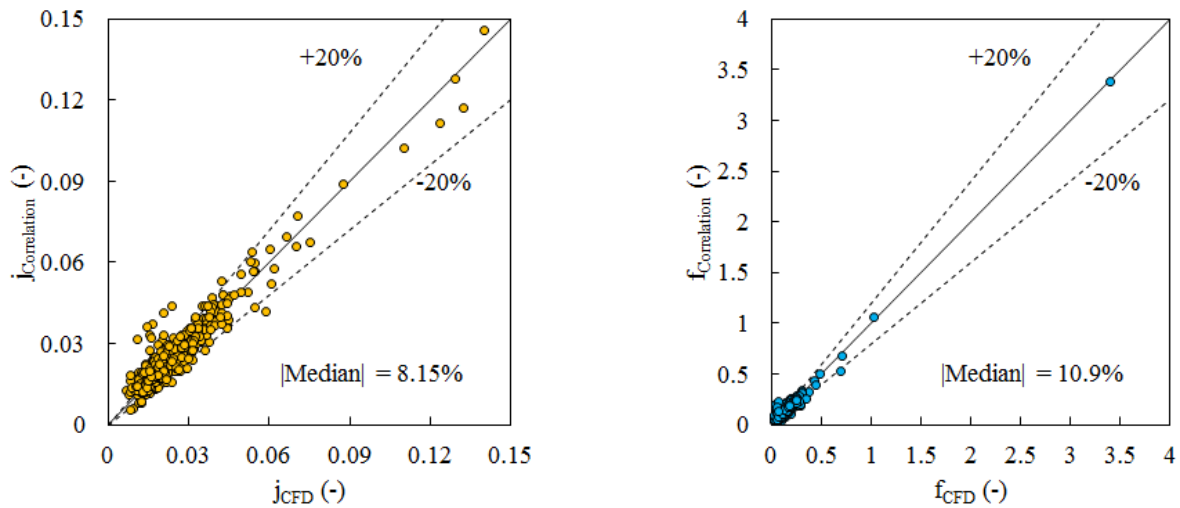 0.15
0.12
0.09
0.06
0.03
0
j_Correlation (-)
+20%
-20%
|Median| = 8.15%
0 0.03 0.06 0.09 0.12 0.15
j_CFD (-)
4
3.5
3
2.5
2
1.5
1
0.5
0
f_Correlation (-)
+20%
-20%
|Median| = 10.9%
0 0.5 1 1.5 2 2.5 3 3.5 4
f_CFD (-)